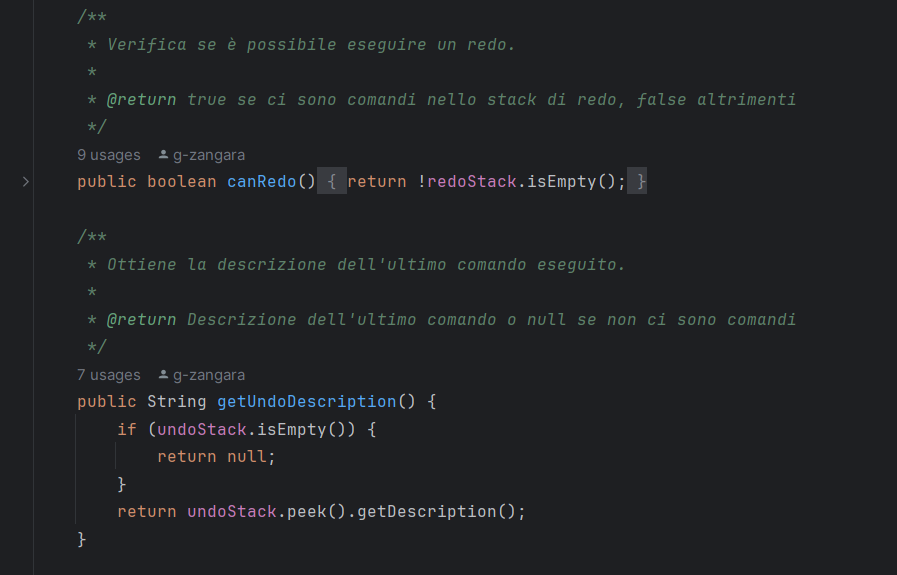 /**
 * Verifica se è possibile eseguire un redo.
 *
 * @return true se ci sono comandi nello stack di redo, false altrimenti
 */
9 usages g-zangara
public boolean canRedo() { return !redoStack.isEmpty(); }
/**
 * Ottiene la descrizione dell'ultimo comando eseguito.
 *
 * @return Descrizione dell'ultimo comando o null se non ci sono comandi
 */
7 usages g-zangara
public String getUndoDescription() {
    if (undoStack.isEmpty()) {
        return null;
    }
    return undoStack.peek().getDescription();
}